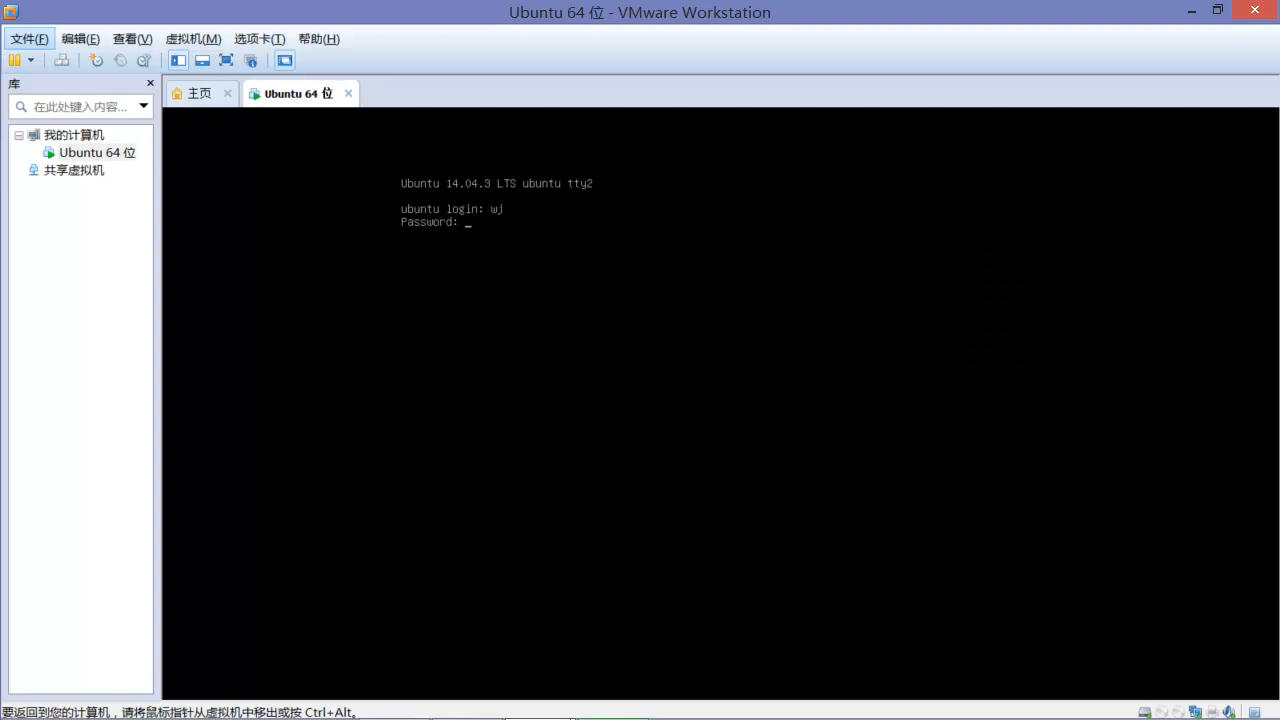 Ubuntu 64 位 - VMware Workstation
文件(F) 编辑(E) 查看(V) 虚拟机(M) 选项卡(T) 帮助(H)
库
在此处键入内容...
我的计算机
Ubuntu 64 位
共享虚拟机
主页
Ubuntu 64 位
Ubuntu 14.04.3 LTS ubuntu tty2
ubuntu login: wj
Password: _
要返回到您的计算机，请将鼠标指针从虚拟机中移出或按 Ctrl+Alt。